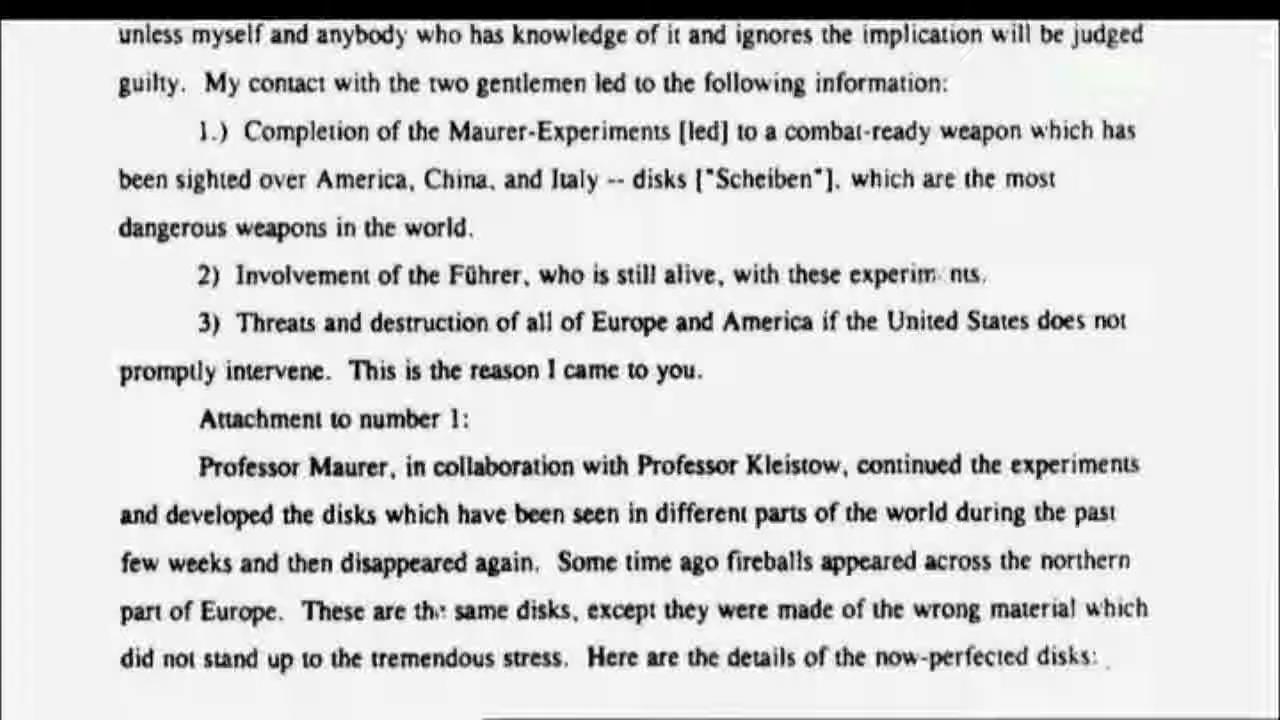 unless myself and anybody who has knowledge of it and ignores the implication will be judged
guilty. My contact with the two gentlemen led to the following information:
1.) Completion of the Maurer-Experiments [led] to a combat-ready weapon which has
been sighted over America, China, and Italy -- disks ["Scheiben"], which are the most
dangerous weapons in the world.
2) Involvement of the Führer, who is still alive, with these experim nts.
3) Threats and destruction of all of Europe and America if the United States does not
promptly intervene. This is the reason I came to you.
Attachment to number 1:
Professor Maurer, in collaboration with Professor Kleistow, continued the experiments
and developed the disks which have been seen in different parts of the world during the past
few weeks and then disappeared again. Some time ago fireballs appeared across the northern
part of Europe. These are the same disks, except they were made of the wrong material which
did not stand up to the tremendous stress. Here are the details of the now-perfected disks: